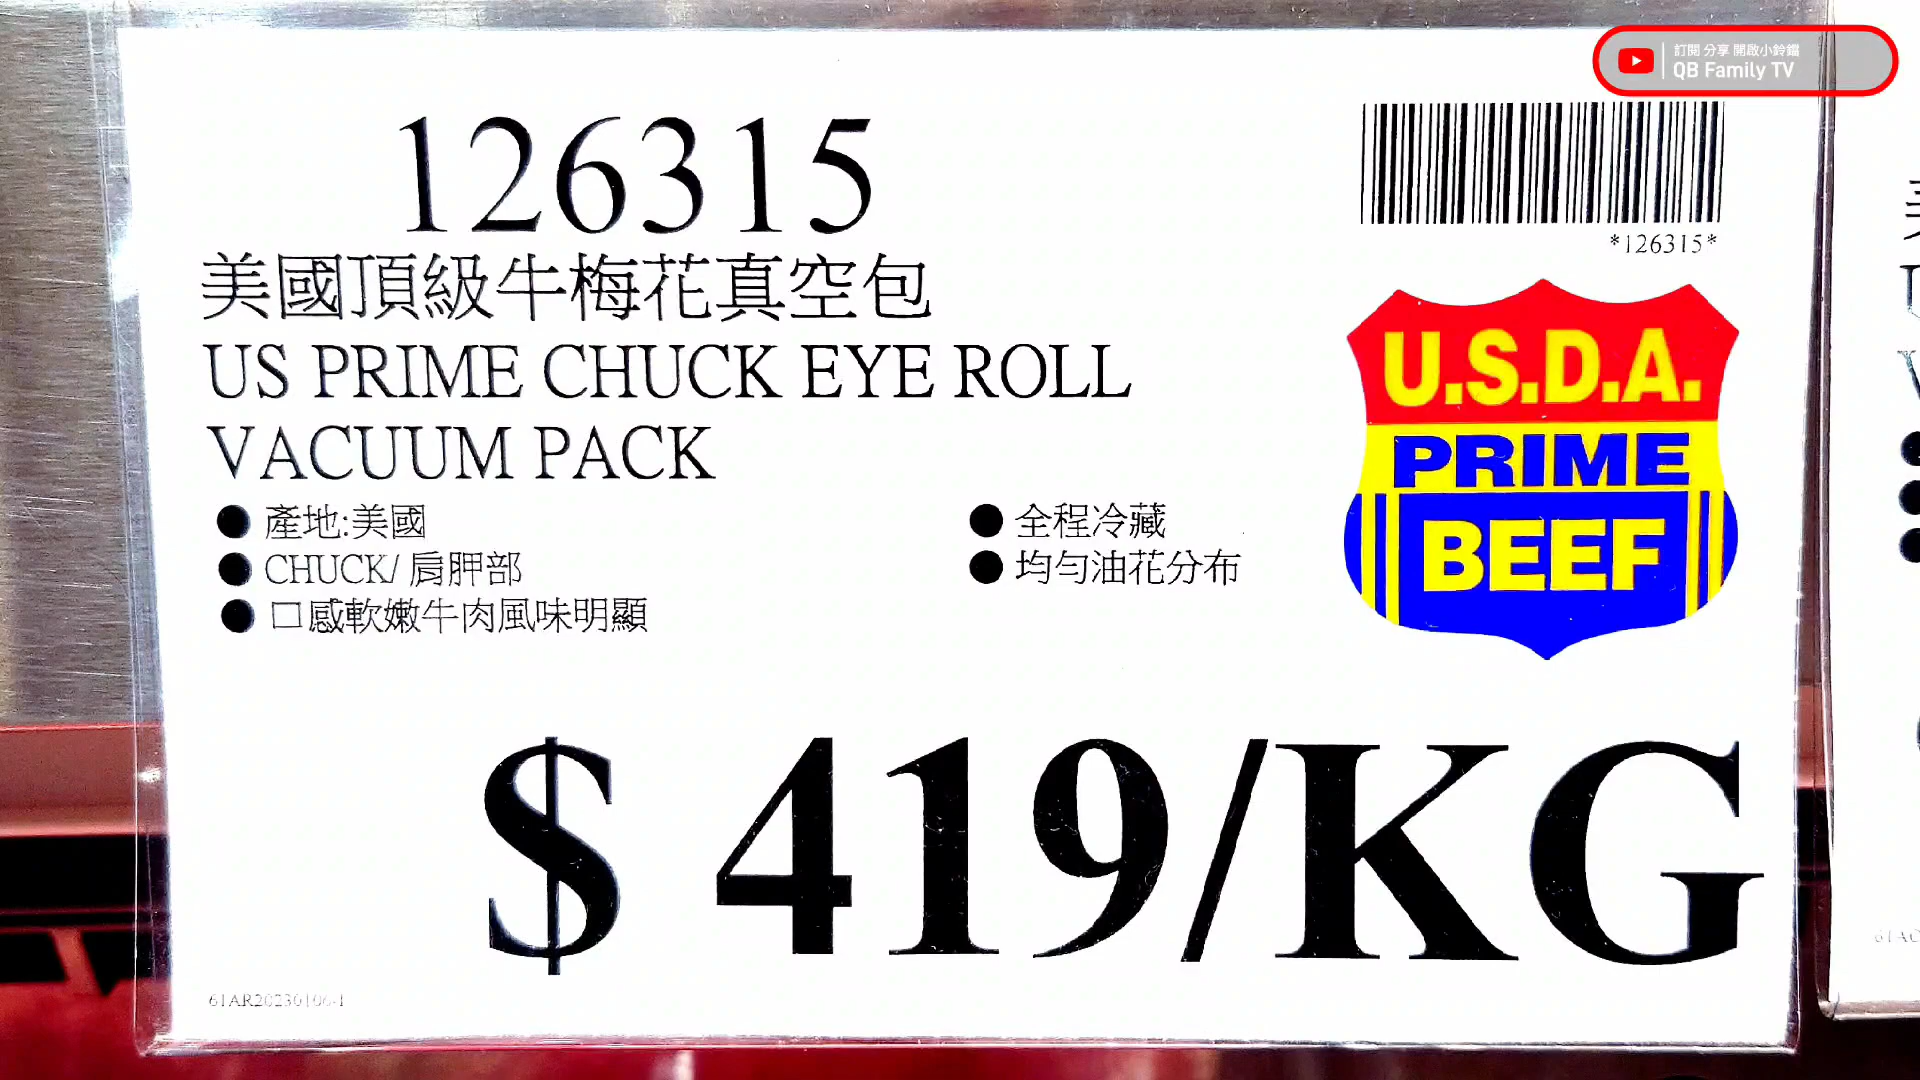 訂閱 分享 開啟小鈴鐺
QB Family TV
126315
*126315*
美國頂級牛梅花真空包
US PRIME CHUCK EYE ROLL
VACUUM PACK
U.S.D.A.
PRIME
BEEF
● 產地:美國
● CHUCK/ 肩胛部
● 口感軟嫩牛肉風味明顯
● 全程冷藏
● 均勻油花分布
$ 419/KG
61AR20230106-1